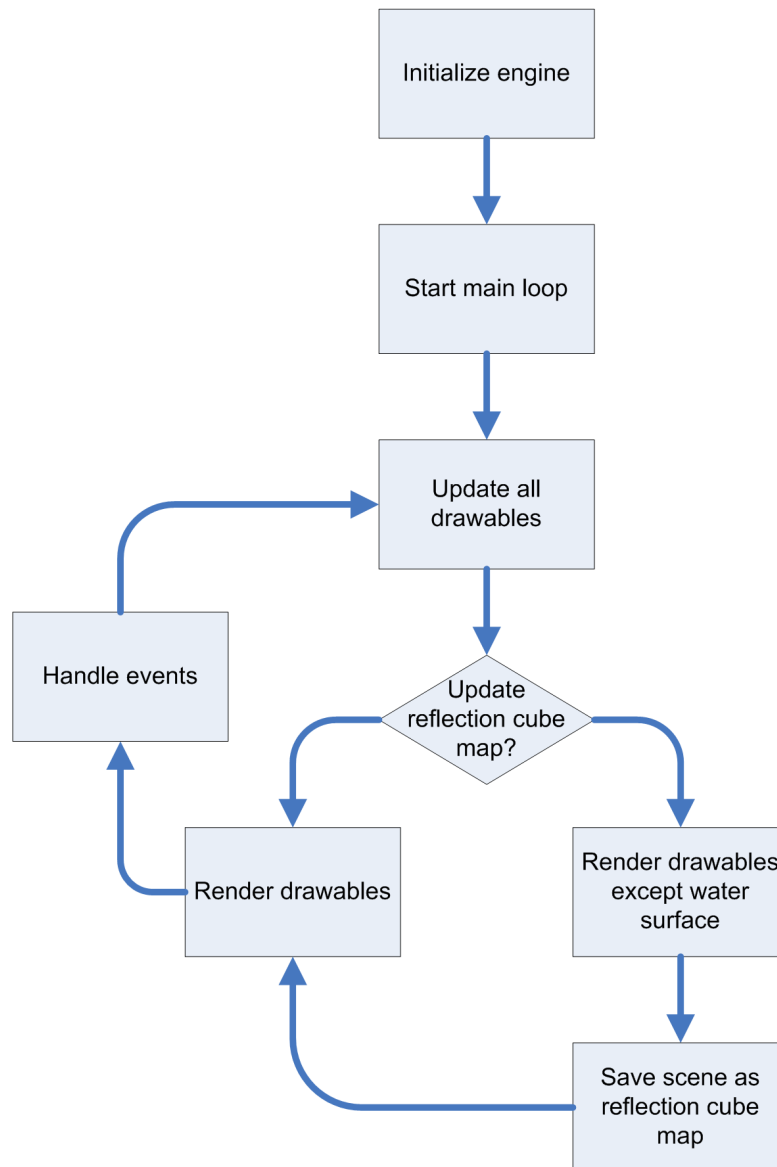 Initialize engine
Start main loop
Update all
drawables
Handle events
Update
reflection cube
map?
Render drawables
Render drawables
except water
surface
Save scene as
reflection cube
map